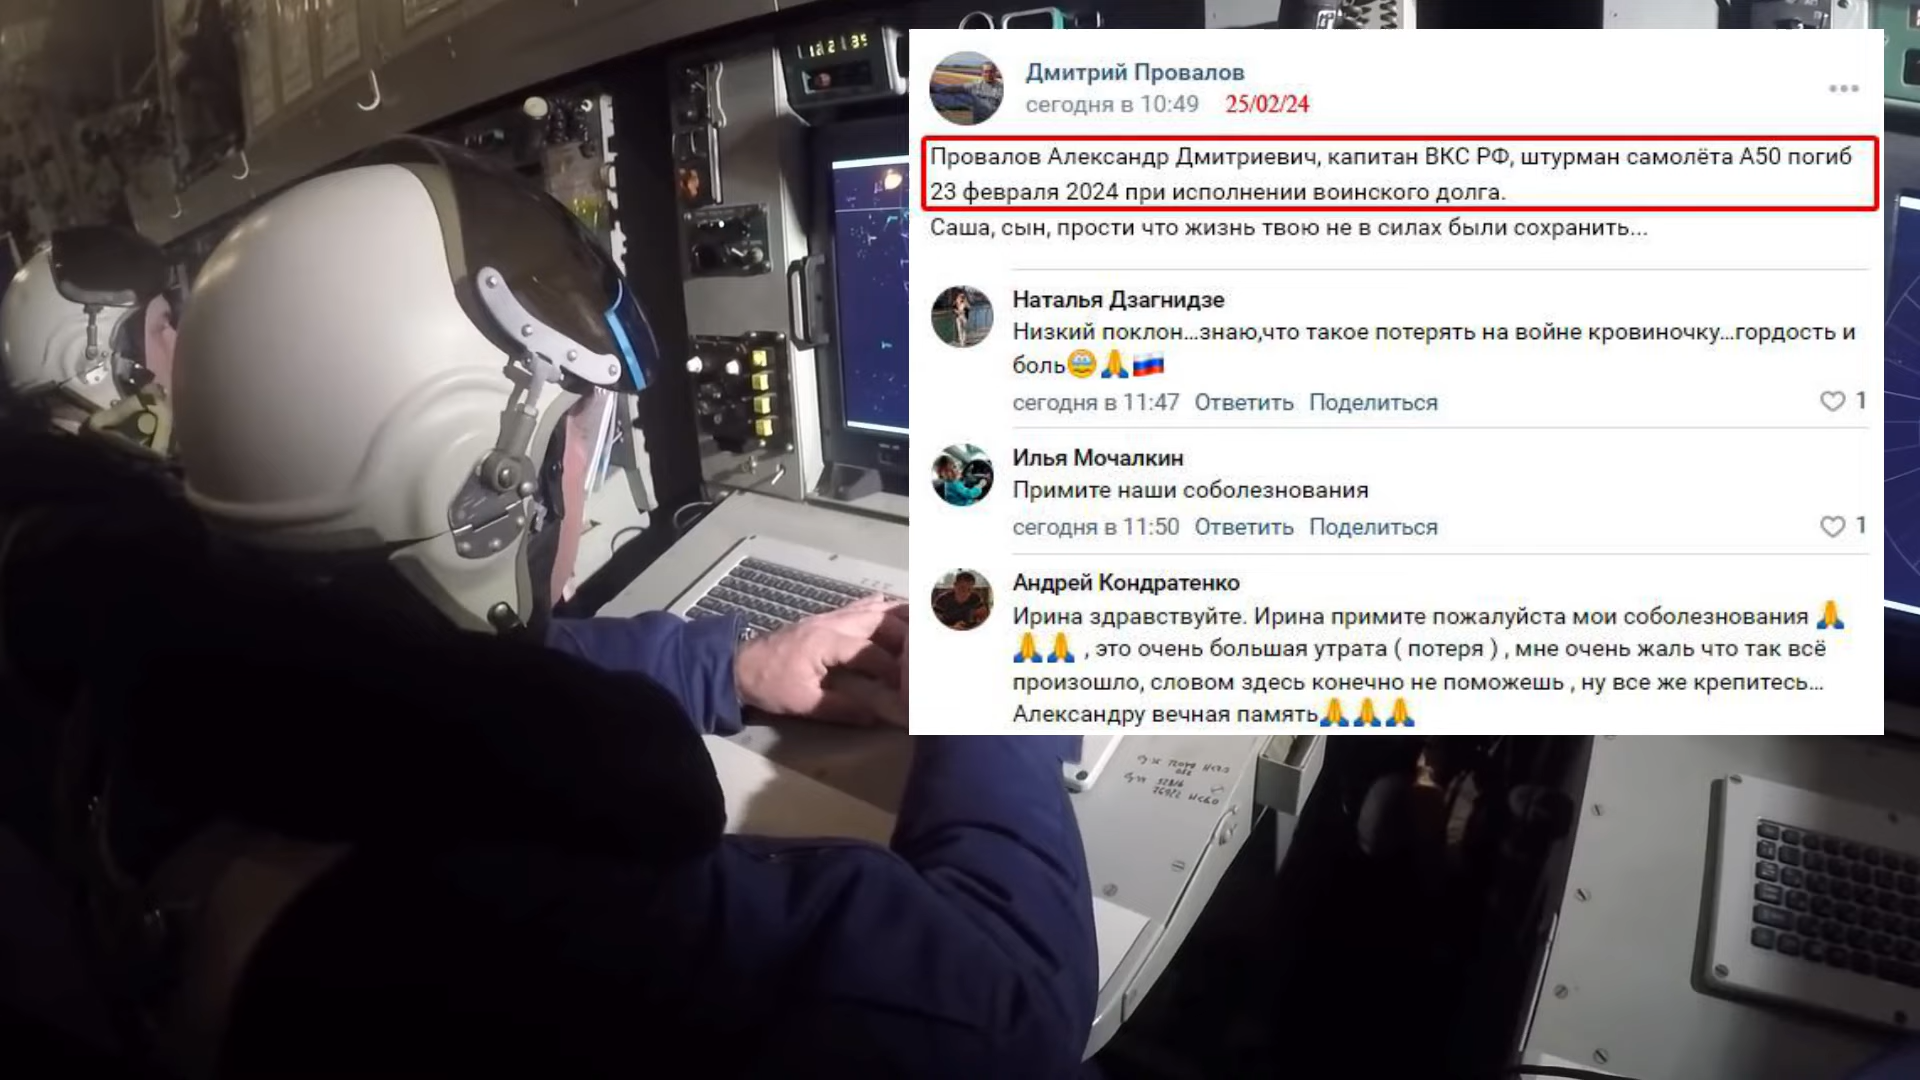 Дмитрий Провалов
сегодня в 10:49 25/02/24
Провалов Александр Дмитриевич, капитан ВКС РФ, штурман самолёта А50 погиб
23 февраля 2024 при исполнении воинского долга.
Саша, сын, прости что жизнь твою не в силах были сохранить...
Наталья Дзагнидзе
Низкий поклон...знаю,что такое потерять на войне кровиночку...гордость и
боль😷🙏🇷🇺
сегодня в 11:47 Ответить Поделиться 1
Илья Мочалкин
Примите наши соболезнования
сегодня в 11:50 Ответить Поделиться 1
Андрей Кондратенко
Ирина здравствуйте. Ирина примите пожалуйста мои соболезнования 🙏
🙏🙏 , это очень большая утрата ( потеря ) , мне очень жаль что так всё
произошло, словом здесь конечно не поможешь , ну все же крепитесь...
Александру вечная память🙏🙏🙏